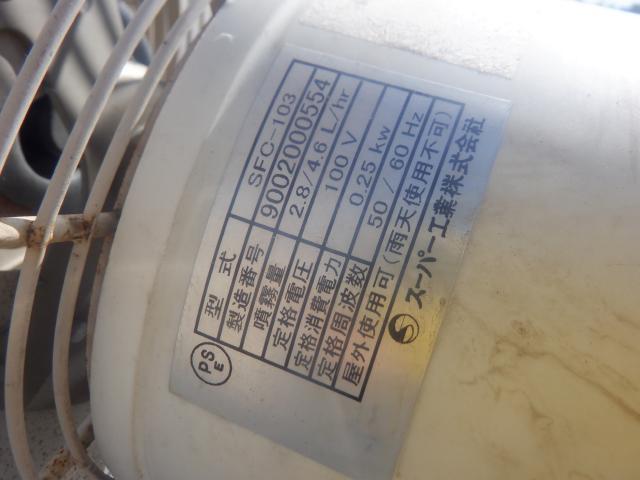 型式 SFC-103
製造番号 9002000554
噴霧量 2.8/4.6 L/hr
定格電圧 100 V
定格消費電力 0.25 kw
定格周波数 50 / 60 Hz
屋外使用可(雨天使用不可)
PSE
スーパー工業株式会社